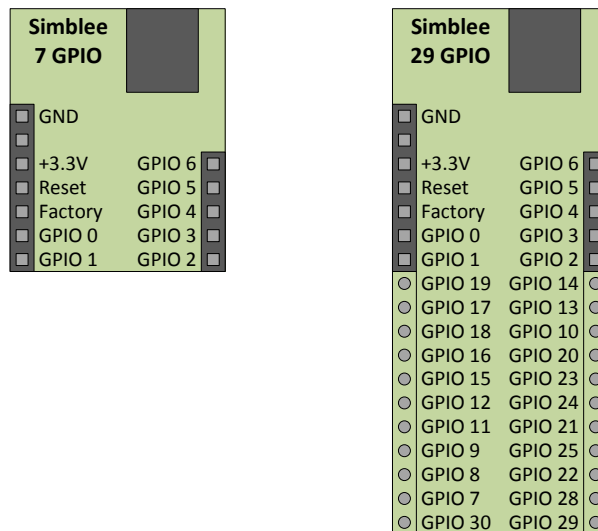 Simblee
7 GPIO
GND
+3.3V GPIO 6
Reset GPIO 5
Factory GPIO 4
GPIO 0 GPIO 3
GPIO 1 GPIO 2
Simblee
29 GPIO
GND
+3.3V GPIO 6
Reset GPIO 5
Factory GPIO 4
GPIO 0 GPIO 3
GPIO 1 GPIO 2
GPIO 19 GPIO 14
GPIO 17 GPIO 13
GPIO 18 GPIO 10
GPIO 16 GPIO 20
GPIO 15 GPIO 23
GPIO 12 GPIO 24
GPIO 11 GPIO 21
GPIO 9 GPIO 25
GPIO 8 GPIO 22
GPIO 7 GPIO 28
GPIO 30 GPIO 29